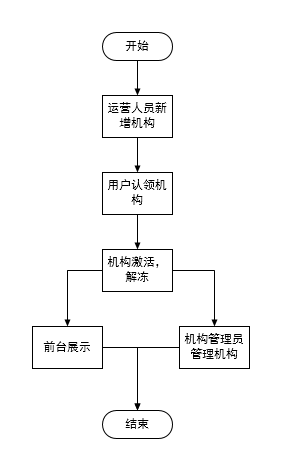 开始
运营人员新
增机构
用户认领机
构
机构激活，
解冻
前台展示
机构管理员
管理机构
结束